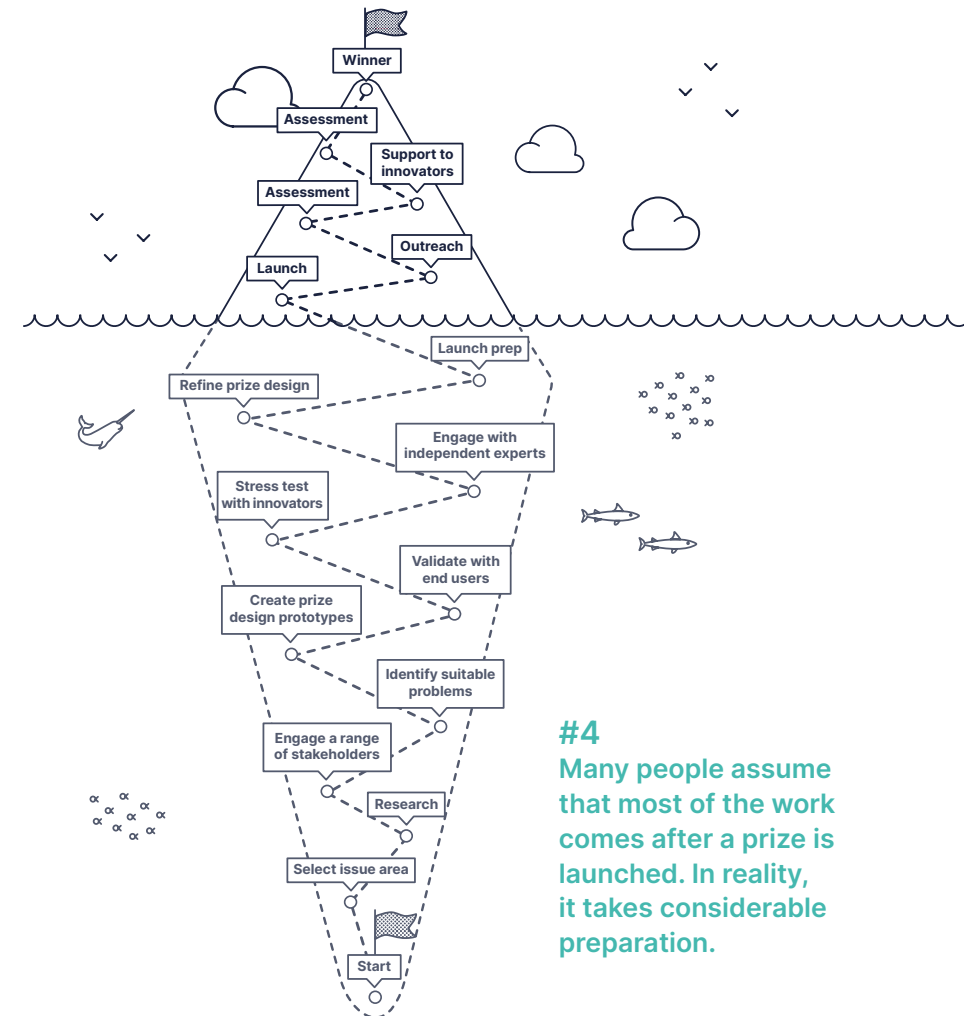 Winner
Assessment
Support to
innovators
Assessment
Outreach
Launch
Launch prep
Refine prize design
Engage with
independent experts
Stress test
with innovators
Validate with
end users
Create prize
design prototypes
Identify suitable
problems
Engage a range
of stakeholders
Research
Select issue area
Start
#4
Many people assume
that most of the work
comes after a prize is
launched. In reality,
it takes considerable
preparation.